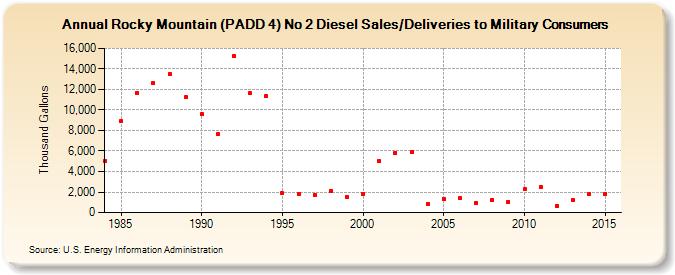 Annual Rocky Mountain (PADD 4) No 2 Diesel Sales/Deliveries to Military Consumers
Thousand Gallons
16,000
14,000
12,000
10,000
8,000
6,000
4,000
2,000
0
1985 1990 1995 2000 2005 2010 2015
Source: U.S. Energy Information Administration